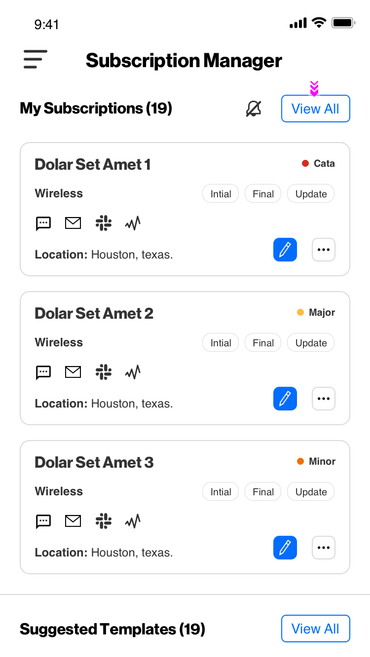 9:41
Subscription Manager
My Subscriptions (19)
View All
Dolar Set Amet 1
Cata
Wireless
Intial
Final
Update
Location: Houston, texas.
Dolar Set Amet 2
Major
Wireless
Intial
Final
Update
Location: Houston, texas.
Dolar Set Amet 3
Minor
Wireless
Intial
Final
Update
Location: Houston, texas.
Suggested Templates (19)
View All